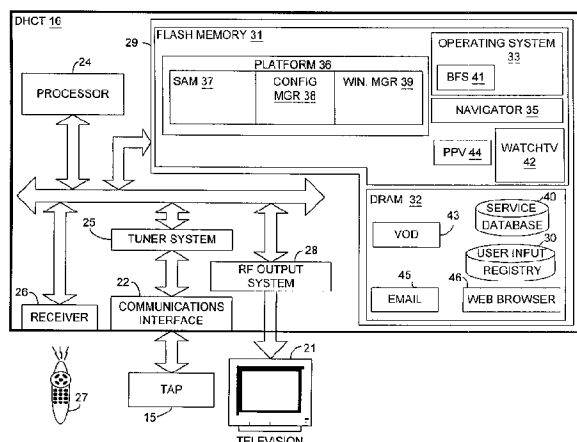 DHCT 16
24
PROCESSOR
29
FLASH MEMORY 31
PLATFORM 36
SAM 37
CONFIG MGR 38
WIN. MGR 39
OPERATING SYSTEM
33
BFS 41
NAVIGATOR 35
PPV 44
WATCHTV
42
DRAM 32
40
SERVICE
DATABASE
43
VOD
30
USER INPUT
REGISTRY
45
46
EMAIL
WEB BROWSER
25
TUNER SYSTEM
28
RF OUTPUT
SYSTEM
22
26
RECEIVER
COMMUNICATIONS
INTERFACE
21
TAP
15
27
TELEVISION